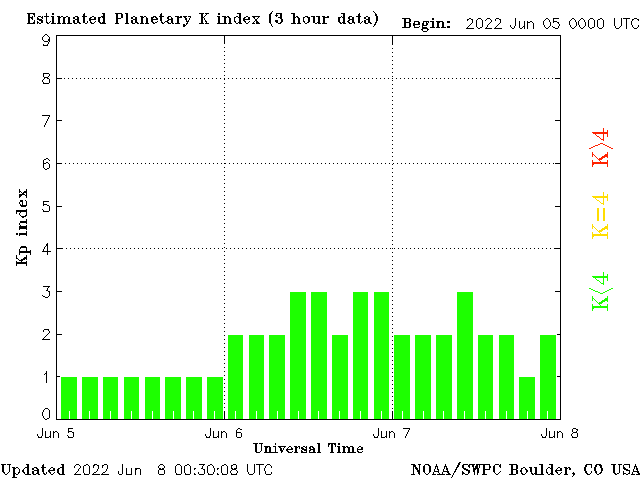 Estimated Planetary K index (3 hour data)
Begin: 2022 Jun 05 0000 UTC
9
8
7
6
5
4
3
2
1
0
Kp index
Jun 5
Jun 6
Jun 7
Jun 8
Universal Time
K>4
K=4
K<4
Updated 2022 Jun 8 00:30:08 UTC
NOAA/SWPC Boulder, CO USA